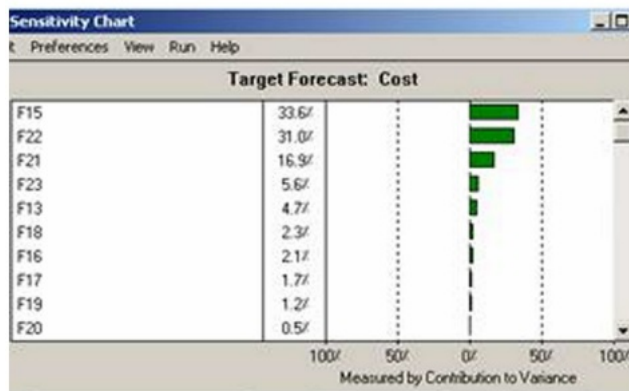 Sensitivity Chart
t Preferences View Run Help
Target Forecast: Cost
F15 33.6%
F22 31.0%
F21 16.9%
F23 5.6%
F13 4.7%
F18 2.3%
F16 2.1%
F17 1.7%
F19 1.2%
F20 0.5%
100% 50% 0% 50% 100%
Measured by Contribution to Variance